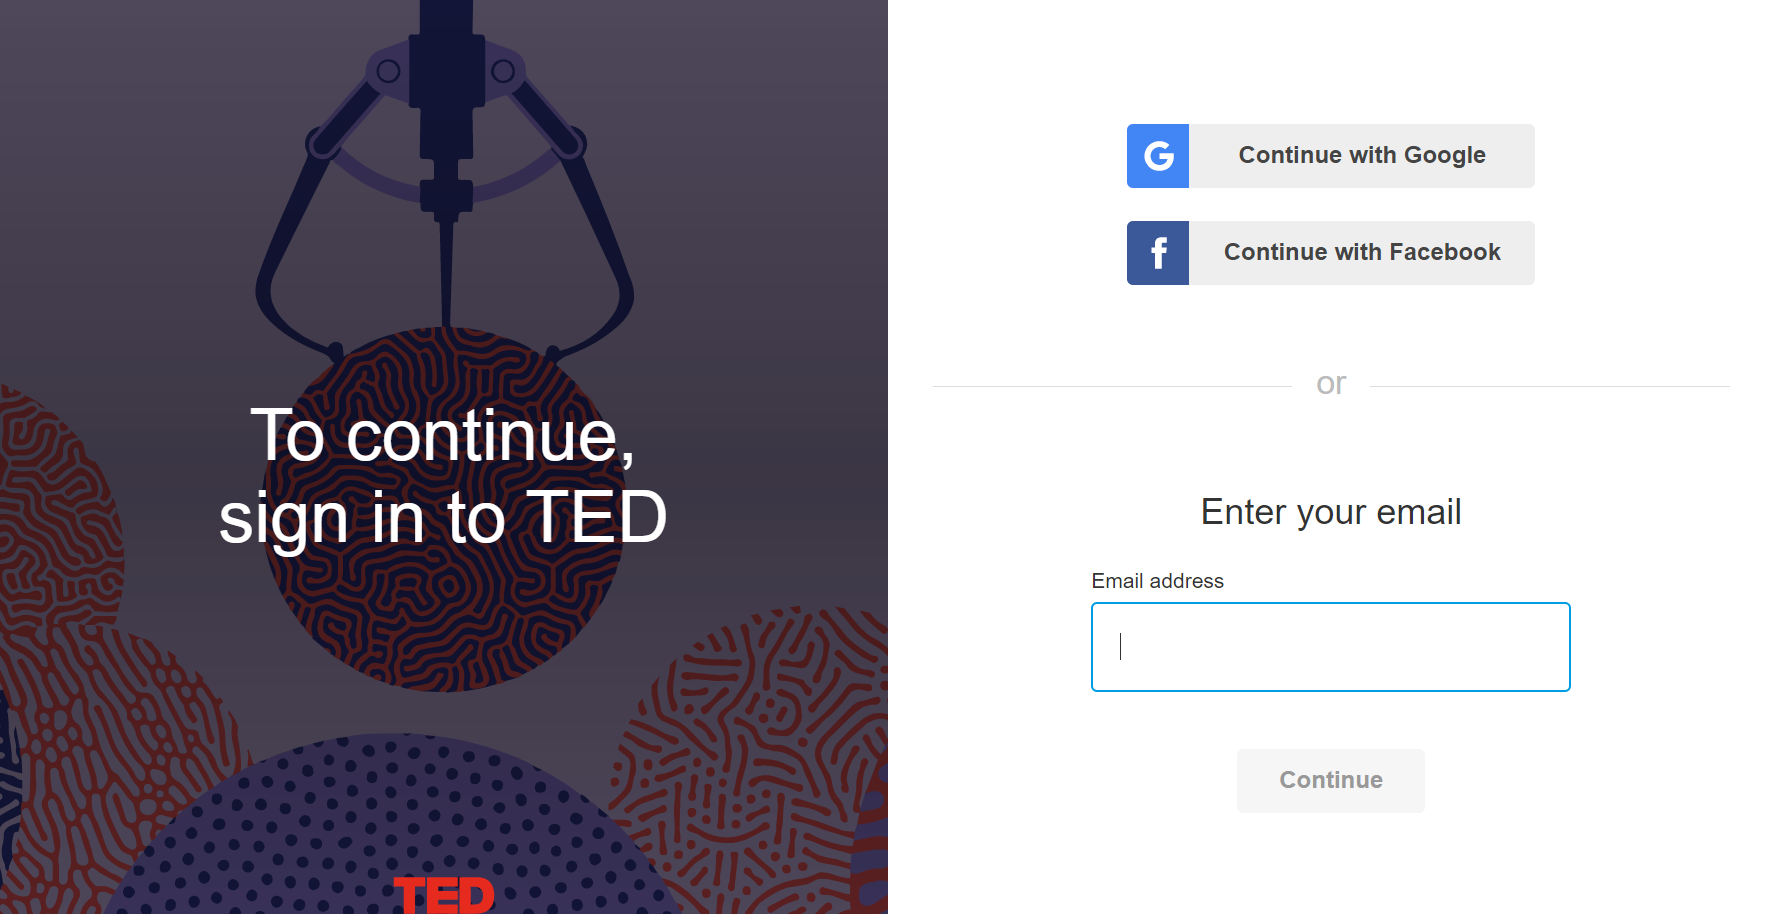 To continue,
sign in to TED
TED
Continue with Google
Continue with Facebook
or
Enter your email
Email address
Continue